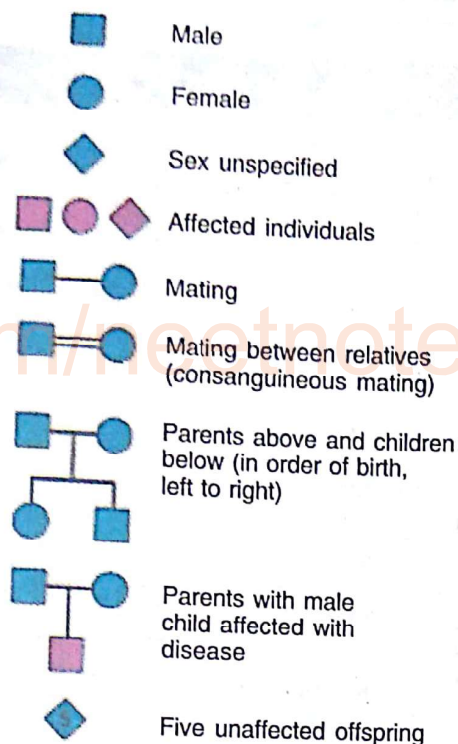 Male
Female
Sex unspecified
Affected individuals
Mating
m/neetnote
Mating between relatives
(consanguineous mating)
Parents above and children
below (in order of birth,
left to right)
Parents with male
child affected with
disease
5
Five unaffected offspring